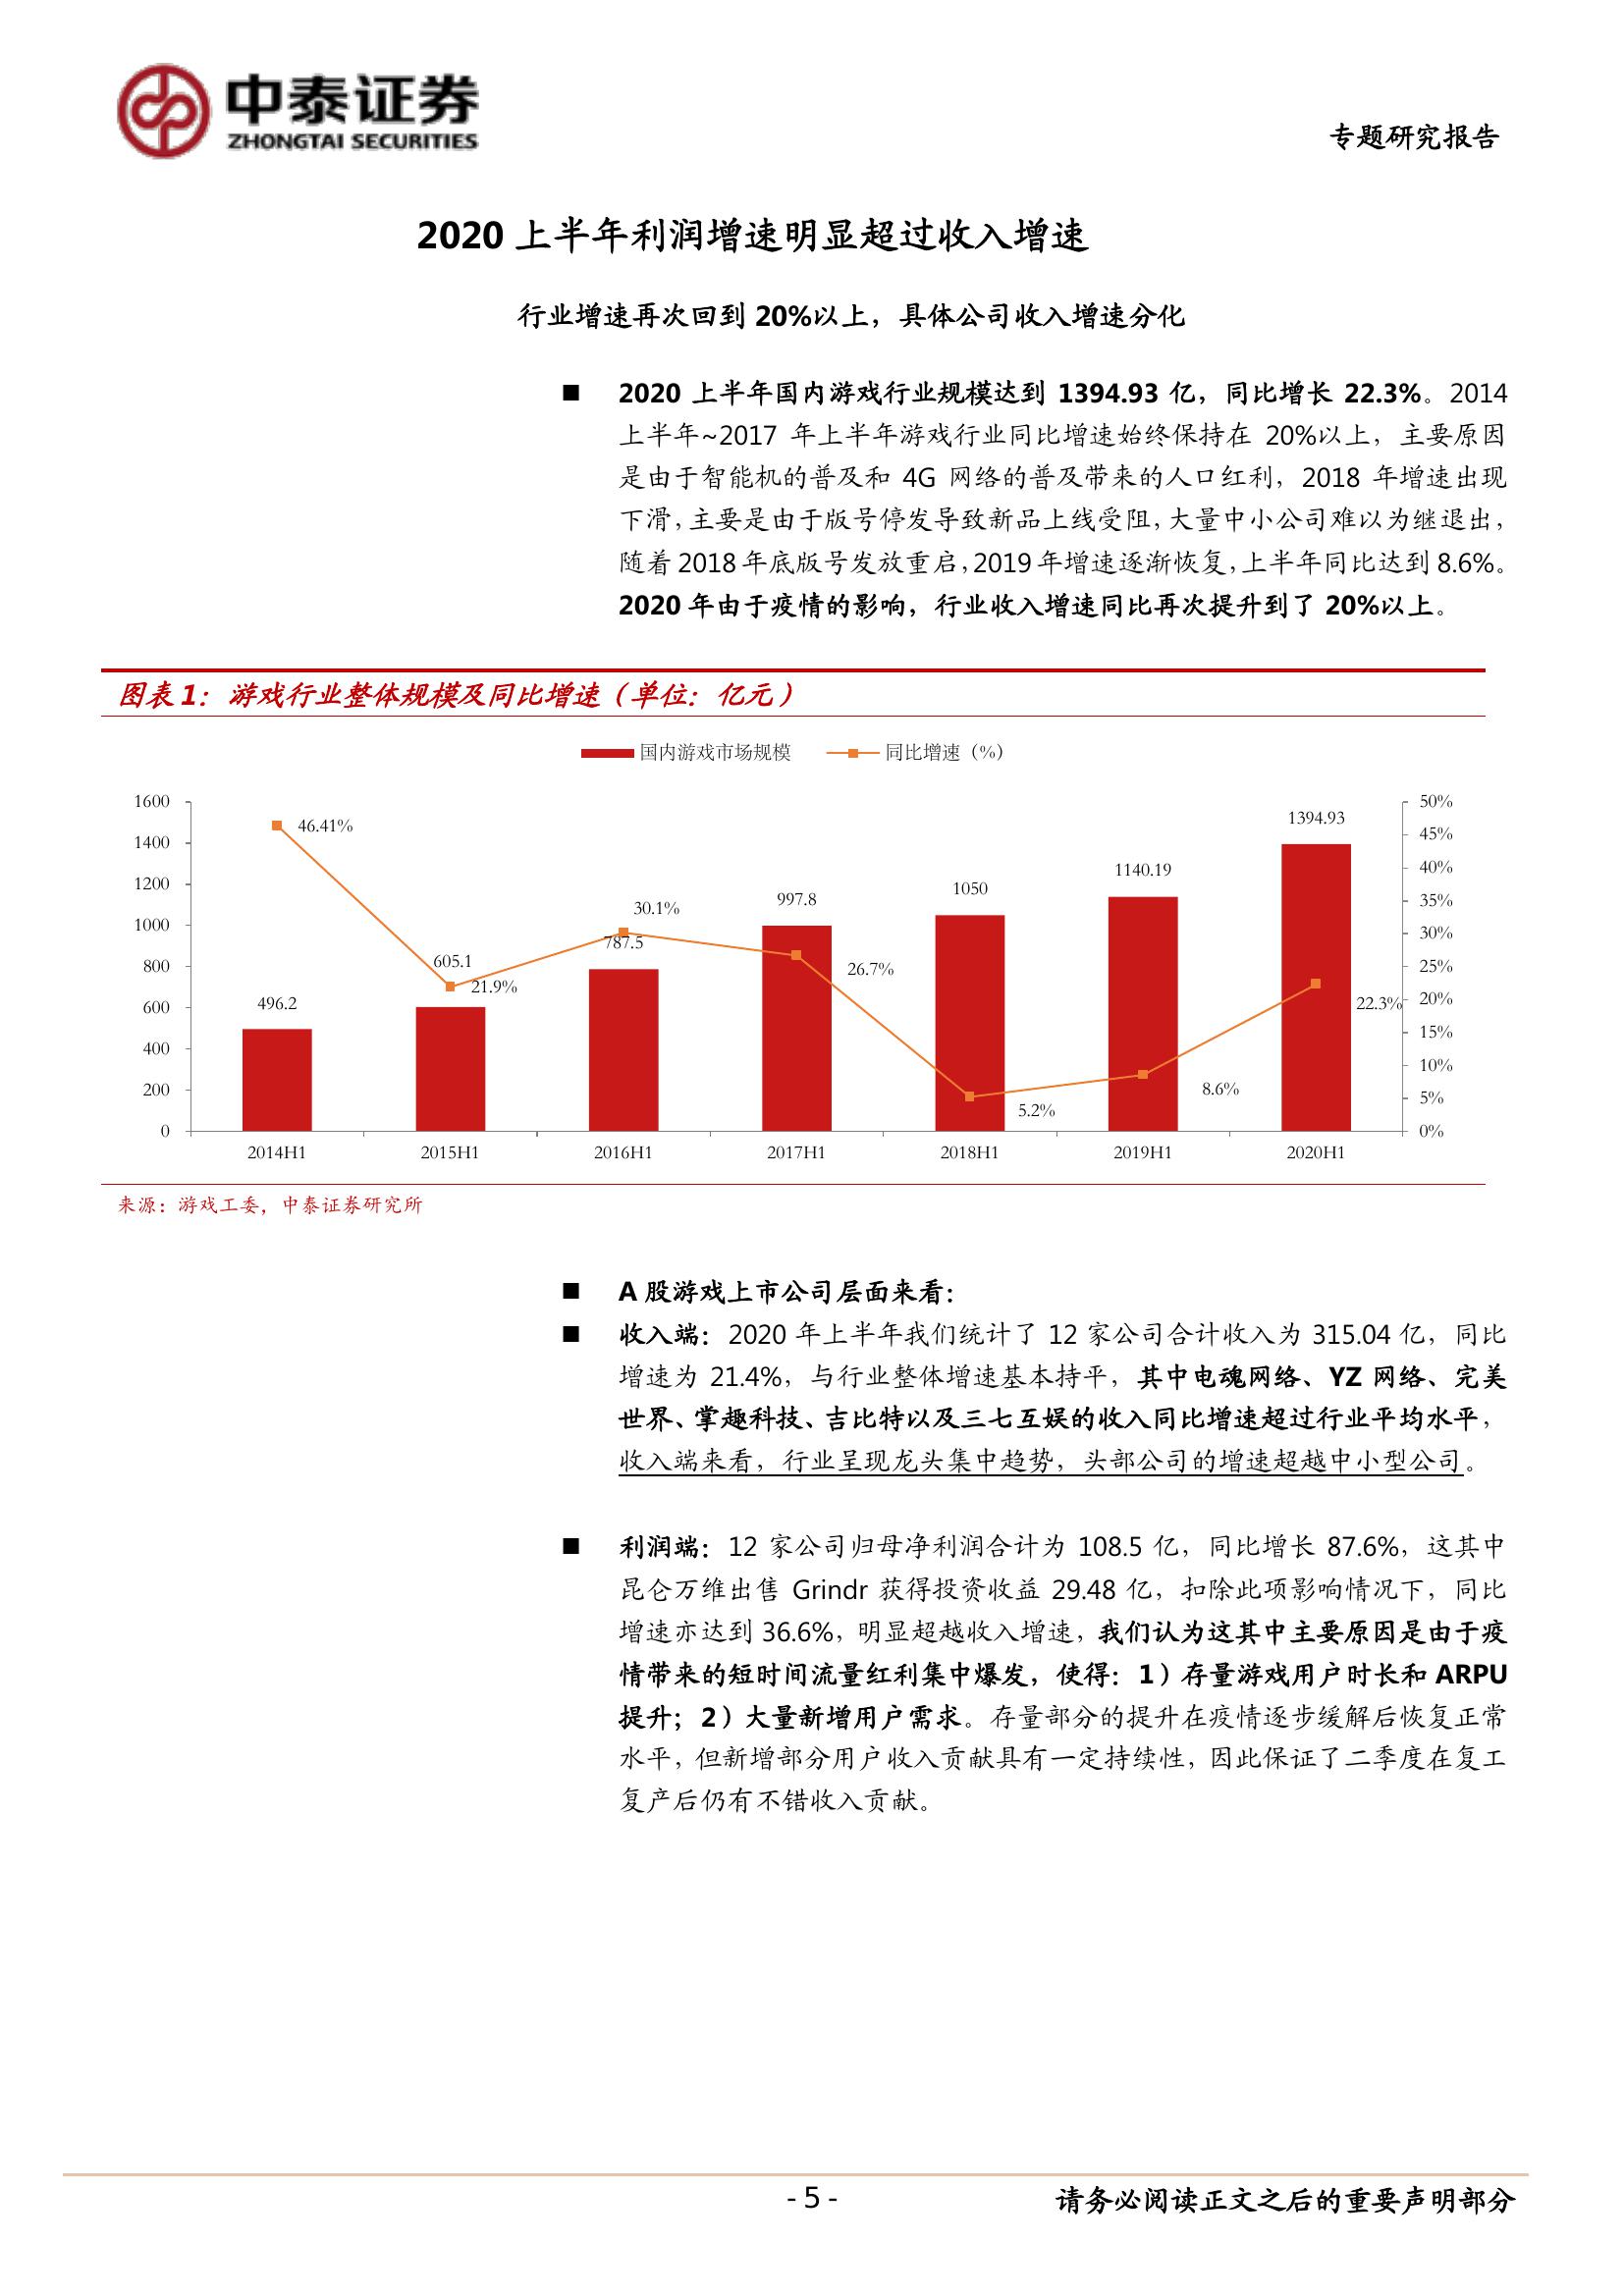 中泰证券
ZHONGTAI SECURITIES
专题研究报告
2020 上半年利润增速明显超过收入增速
行业增速再次回到 20%以上，具体公司收入增速分化
■ 2020 上半年国内游戏行业规模达到 1394.93 亿，同比增长 22.3%。2014
上半年~2017 年上半年游戏行业同比增速始终保持在 20%以上，主要原因
是由于智能机的普及和 4G 网络的普及带来的人口红利，2018 年增速出现
下滑，主要是由于版号停发导致新品上线受阻，大量中小公司难以为继退出，
随着 2018 年底版号发放重启，2019 年增速逐渐恢复，上半年同比达到 8.6%。
2020 年由于疫情的影响，行业收入增速同比再次提升到了 20%以上。
图表 1：游戏行业整体规模及同比增速（单位：亿元）
国内游戏市场规模 同比增速（%）
1600
1400
1200
1000
800
600
400
200
0
496.2
605.1
787.5
997.8
1050
1140.19
1394.93
46.41%
21.9%
30.1%
26.7%
5.2%
8.6%
22.3%
50%
45%
40%
35%
30%
25%
20%
15%
10%
5%
0%
2014H1 2015H1 2016H1 2017H1 2018H1 2019H1 2020H1
来源：游戏工委，中泰证券研究所
■ A 股游戏上市公司层面来看：
■ 收入端：2020 年上半年我们统计了 12 家公司合计收入为 315.04 亿，同比
增速为 21.4%，与行业整体增速基本持平，其中电魂网络、YZ 网络、完美
世界、掌趣科技、吉比特以及三七互娱的收入同比增速超过行业平均水平，
收入端来看，行业呈现龙头集中趋势，头部公司的增速超越中小型公司。
■ 利润端：12 家公司归母净利润合计为 108.5 亿，同比增长 87.6%，这其中
昆仑万维出售 Grindr 获得投资收益 29.48 亿，扣除此项影响情况下，同比
增速亦达到 36.6%，明显超越收入增速，我们认为这其中主要原因是由于疫
情带来的短时间流量红利集中爆发，使得：1）存量游戏用户时长和 ARPU
提升；2）大量新增用户需求。存量部分的提升在疫情逐步缓解后恢复正常
水平，但新增部分用户收入贡献具有一定持续性，因此保证了二季度在复工
复产后仍有不错收入贡献。
- 5 -
请务必阅读正文之后的重要声明部分